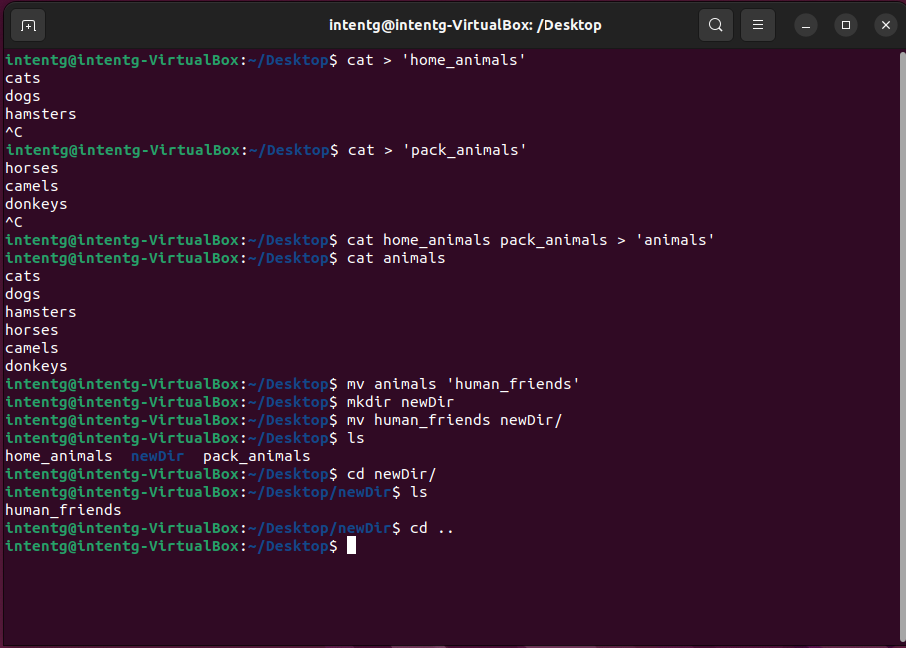 intentg@intentg-VirtualBox: /Desktop
intentg@intentg-VirtualBox:~/Desktop$ cat > 'home_animals'
cats
dogs
hamsters
^C
intentg@intentg-VirtualBox:~/Desktop$ cat > 'pack_animals'
horses
camels
donkeys
^C
intentg@intentg-VirtualBox:~/Desktop$ cat home_animals pack_animals > 'animals'
intentg@intentg-VirtualBox:~/Desktop$ cat animals
cats
dogs
hamsters
horses
camels
donkeys
intentg@intentg-VirtualBox:~/Desktop$ mv animals 'human_friends'
intentg@intentg-VirtualBox:~/Desktop$ mkdir newDir
intentg@intentg-VirtualBox:~/Desktop$ mv human_friends newDir/
intentg@intentg-VirtualBox:~/Desktop$ ls
home_animals  newDir  pack_animals
intentg@intentg-VirtualBox:~/Desktop$ cd newDir/
intentg@intentg-VirtualBox:~/Desktop/newDir$ ls
human_friends
intentg@intentg-VirtualBox:~/Desktop/newDir$ cd ..
intentg@intentg-VirtualBox:~/Desktop$